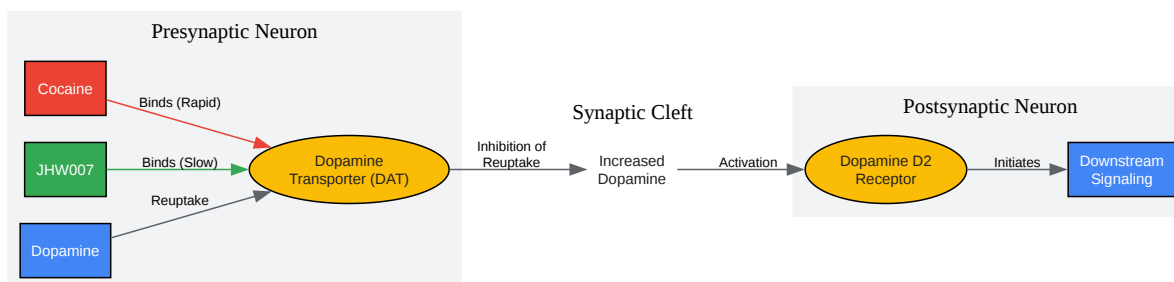 Presynaptic Neuron
Cocaine
Binds (Rapid)
JHW007
Binds (Slow)
Dopamine
Reuptake
Dopamine
Transporter (DAT)
Inhibition of
Reuptake
Synaptic Cleft
Increased
Dopamine
Activation
Postsynaptic Neuron
Dopamine D2
Receptor
Initiates
Downstream
Signaling